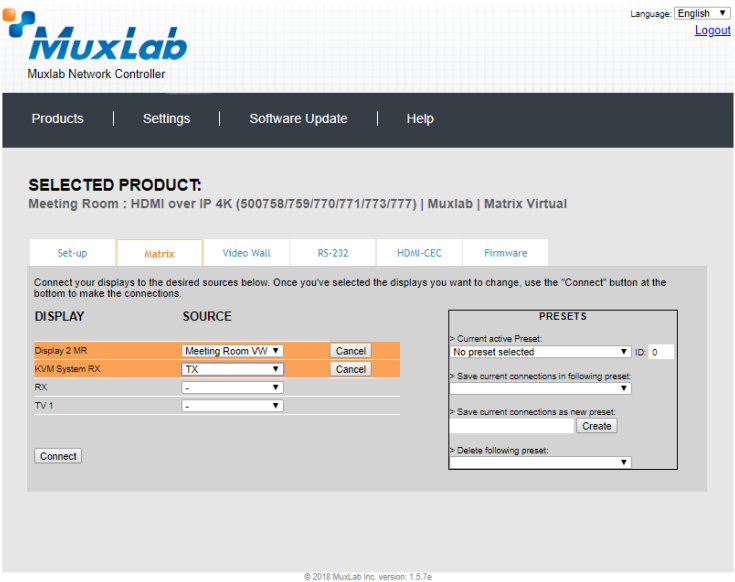 Language: English
Logout
MuxLab
Muxlab Network Controller
Products | Settings | Software Update | Help
SELECTED PRODUCT:
Meeting Room : HDMI over IP 4K (500758/759/770/771/773/777) | Muxlab | Matrix Virtual
Set-up Matrix Video Wall RS-232 HDMI-CEC Firmware
Connect your displays to the desired sources below. Once you've selected the displays you want to change, use the "Connect" button at the
bottom to make the connections.
DISPLAY SOURCE
Display 2 MR Meeting Room VW Cancel
KVM System RX TX Cancel
RX -
TV 1 -
Connect
PRESETS
> Current active Preset:
No preset selected ID: 0
> Save current connections in following preset:
> Save current connections as new preset:
Create
> Delete following preset:
© 2018 MuxLab Inc. version: 1.5.7e